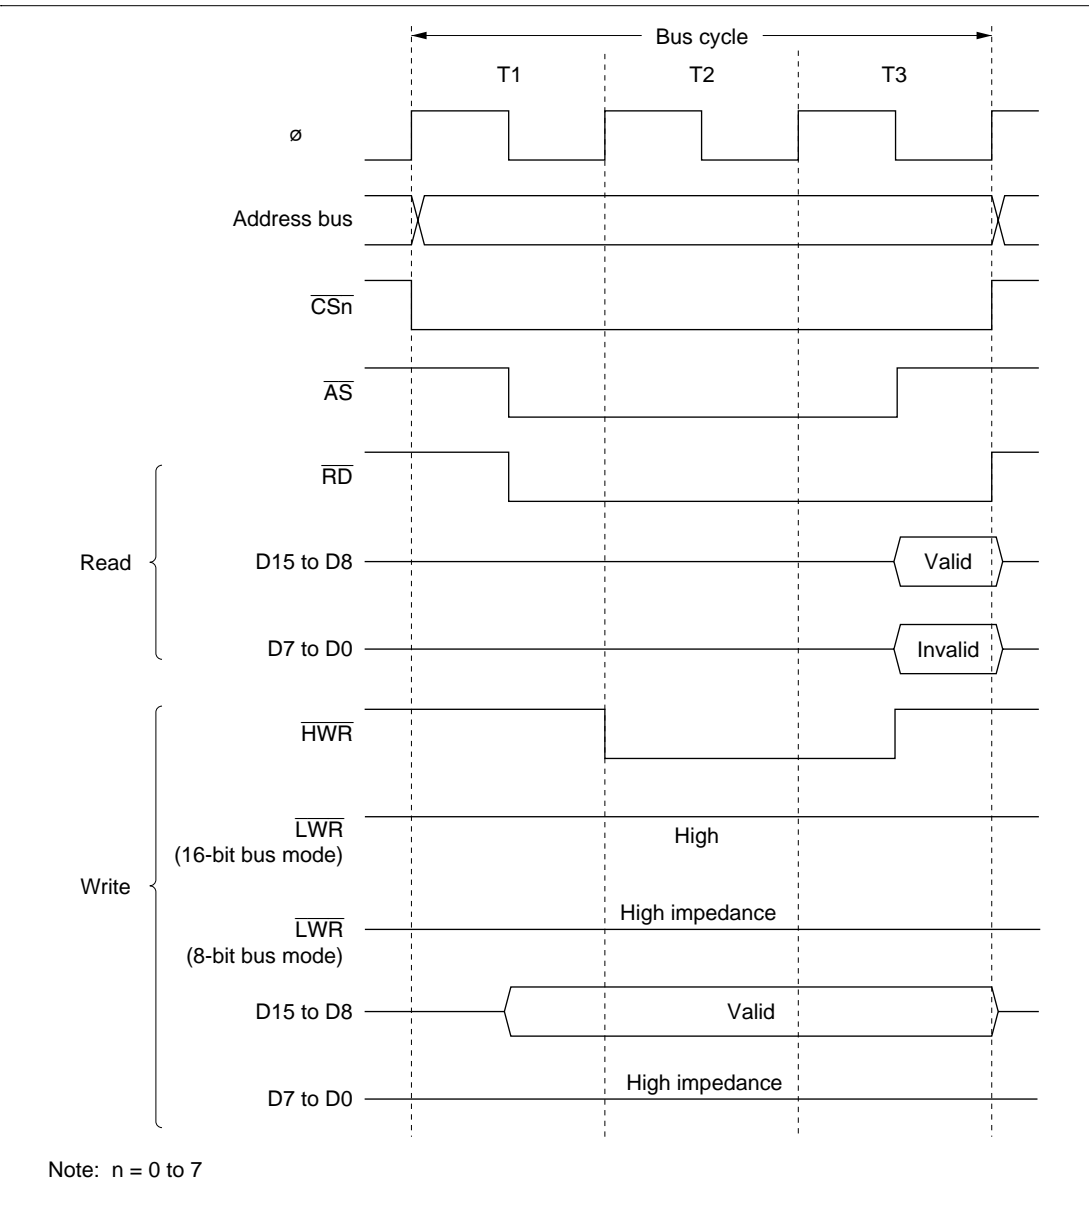 Bus cycle
T1 T2 T3
ø
Address bus
CSn
AS
RD
Read
D15 to D8
Valid
D7 to D0
Invalid
HWR
LWR
(16-bit bus mode)
High
Write
High impedance
LWR
(8-bit bus mode)
D15 to D8
Valid
High impedance
D7 to D0
Note: n = 0 to 7